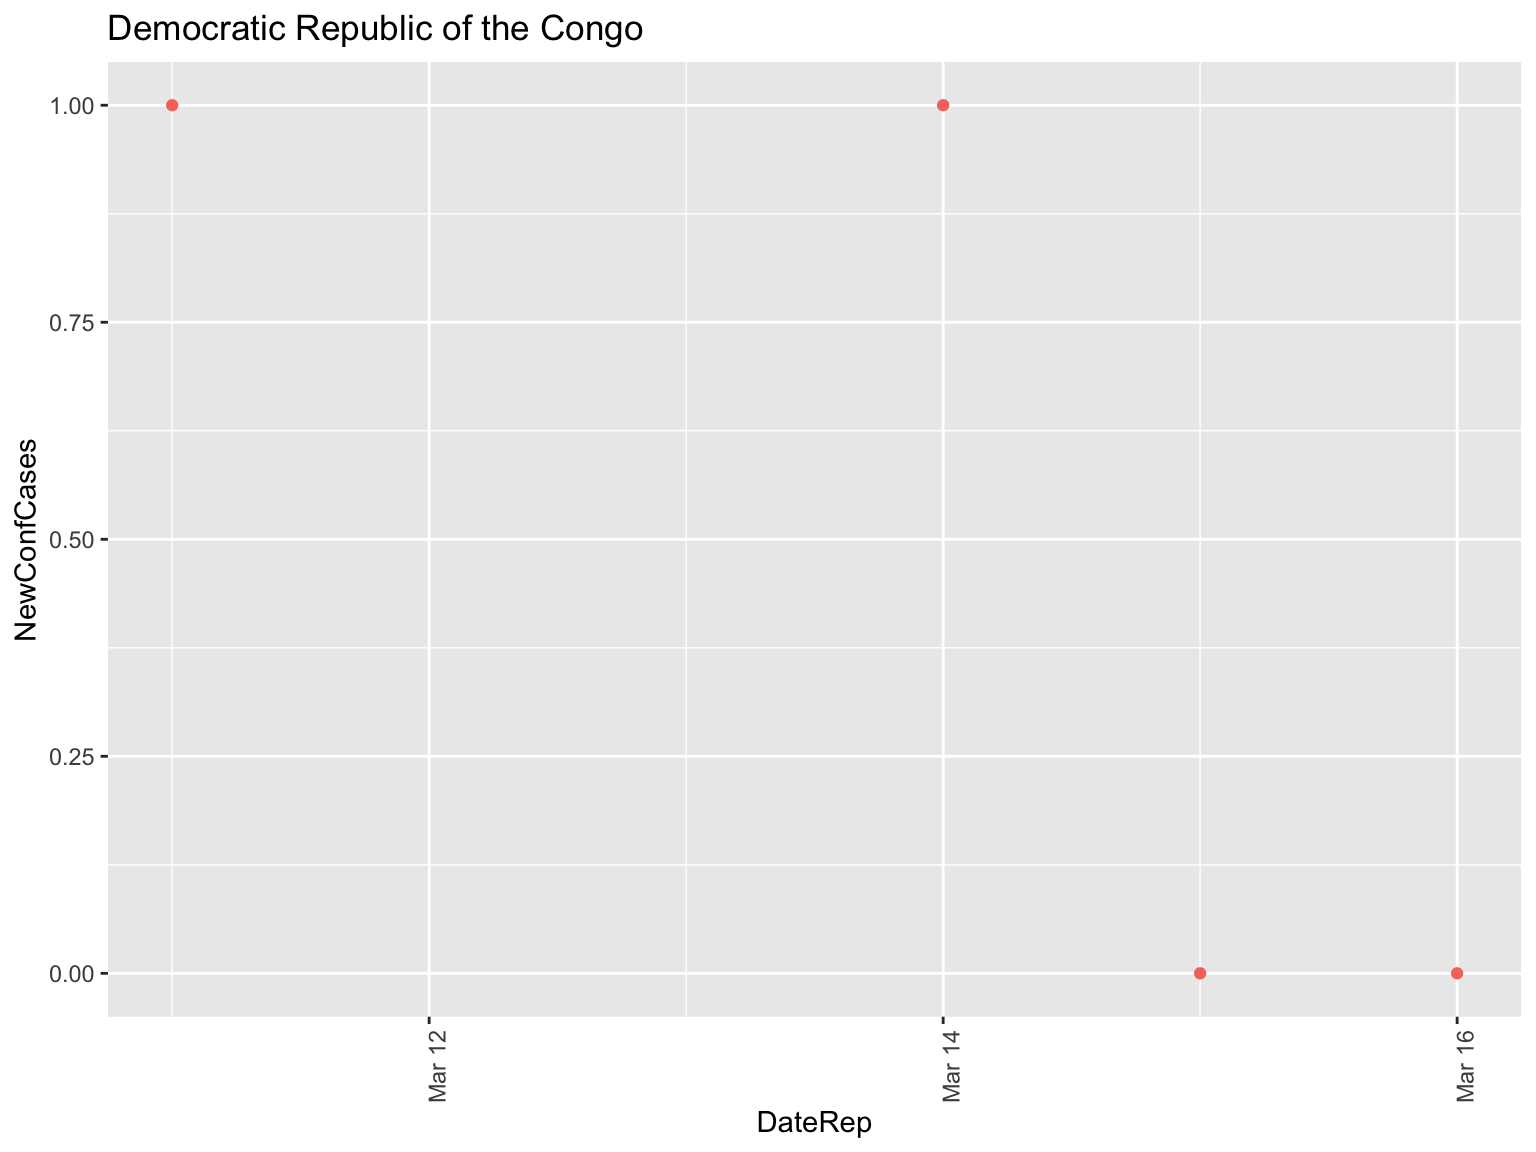 Democratic Republic of the Congo
1.00
0.75
0.50
0.25
0.00
NewConfCases
Mar 12
Mar 14
Mar 16
DateRep